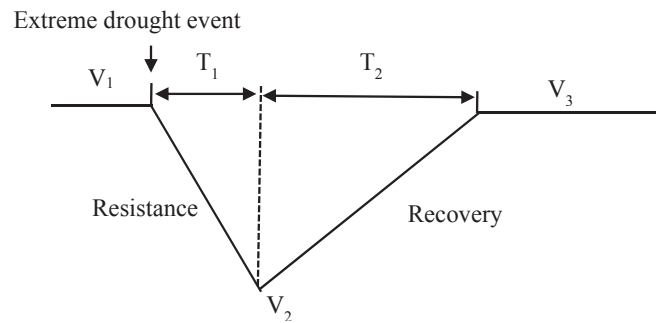 Extreme drought event
V₁
T₁
T₂
V₃
Resistance
Recovery
V₂